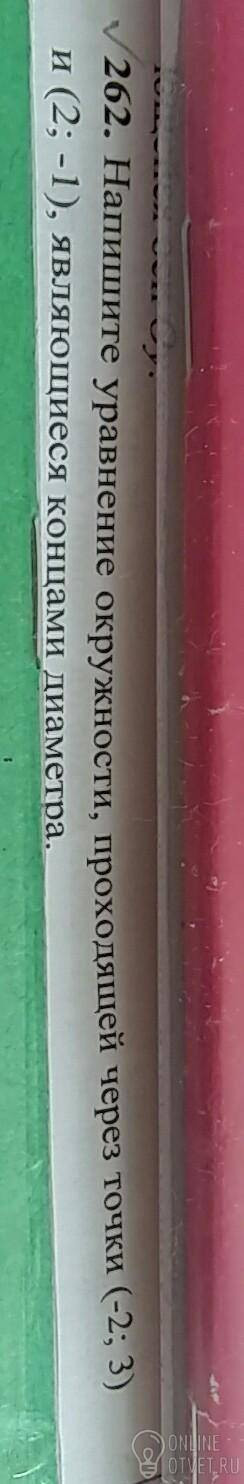 √262. Напишите уравнение окружности, проходящей через точки (-2; 3)
и (2; -1), являющиеся концами диаметра.
ONLINE
OTVET.RU